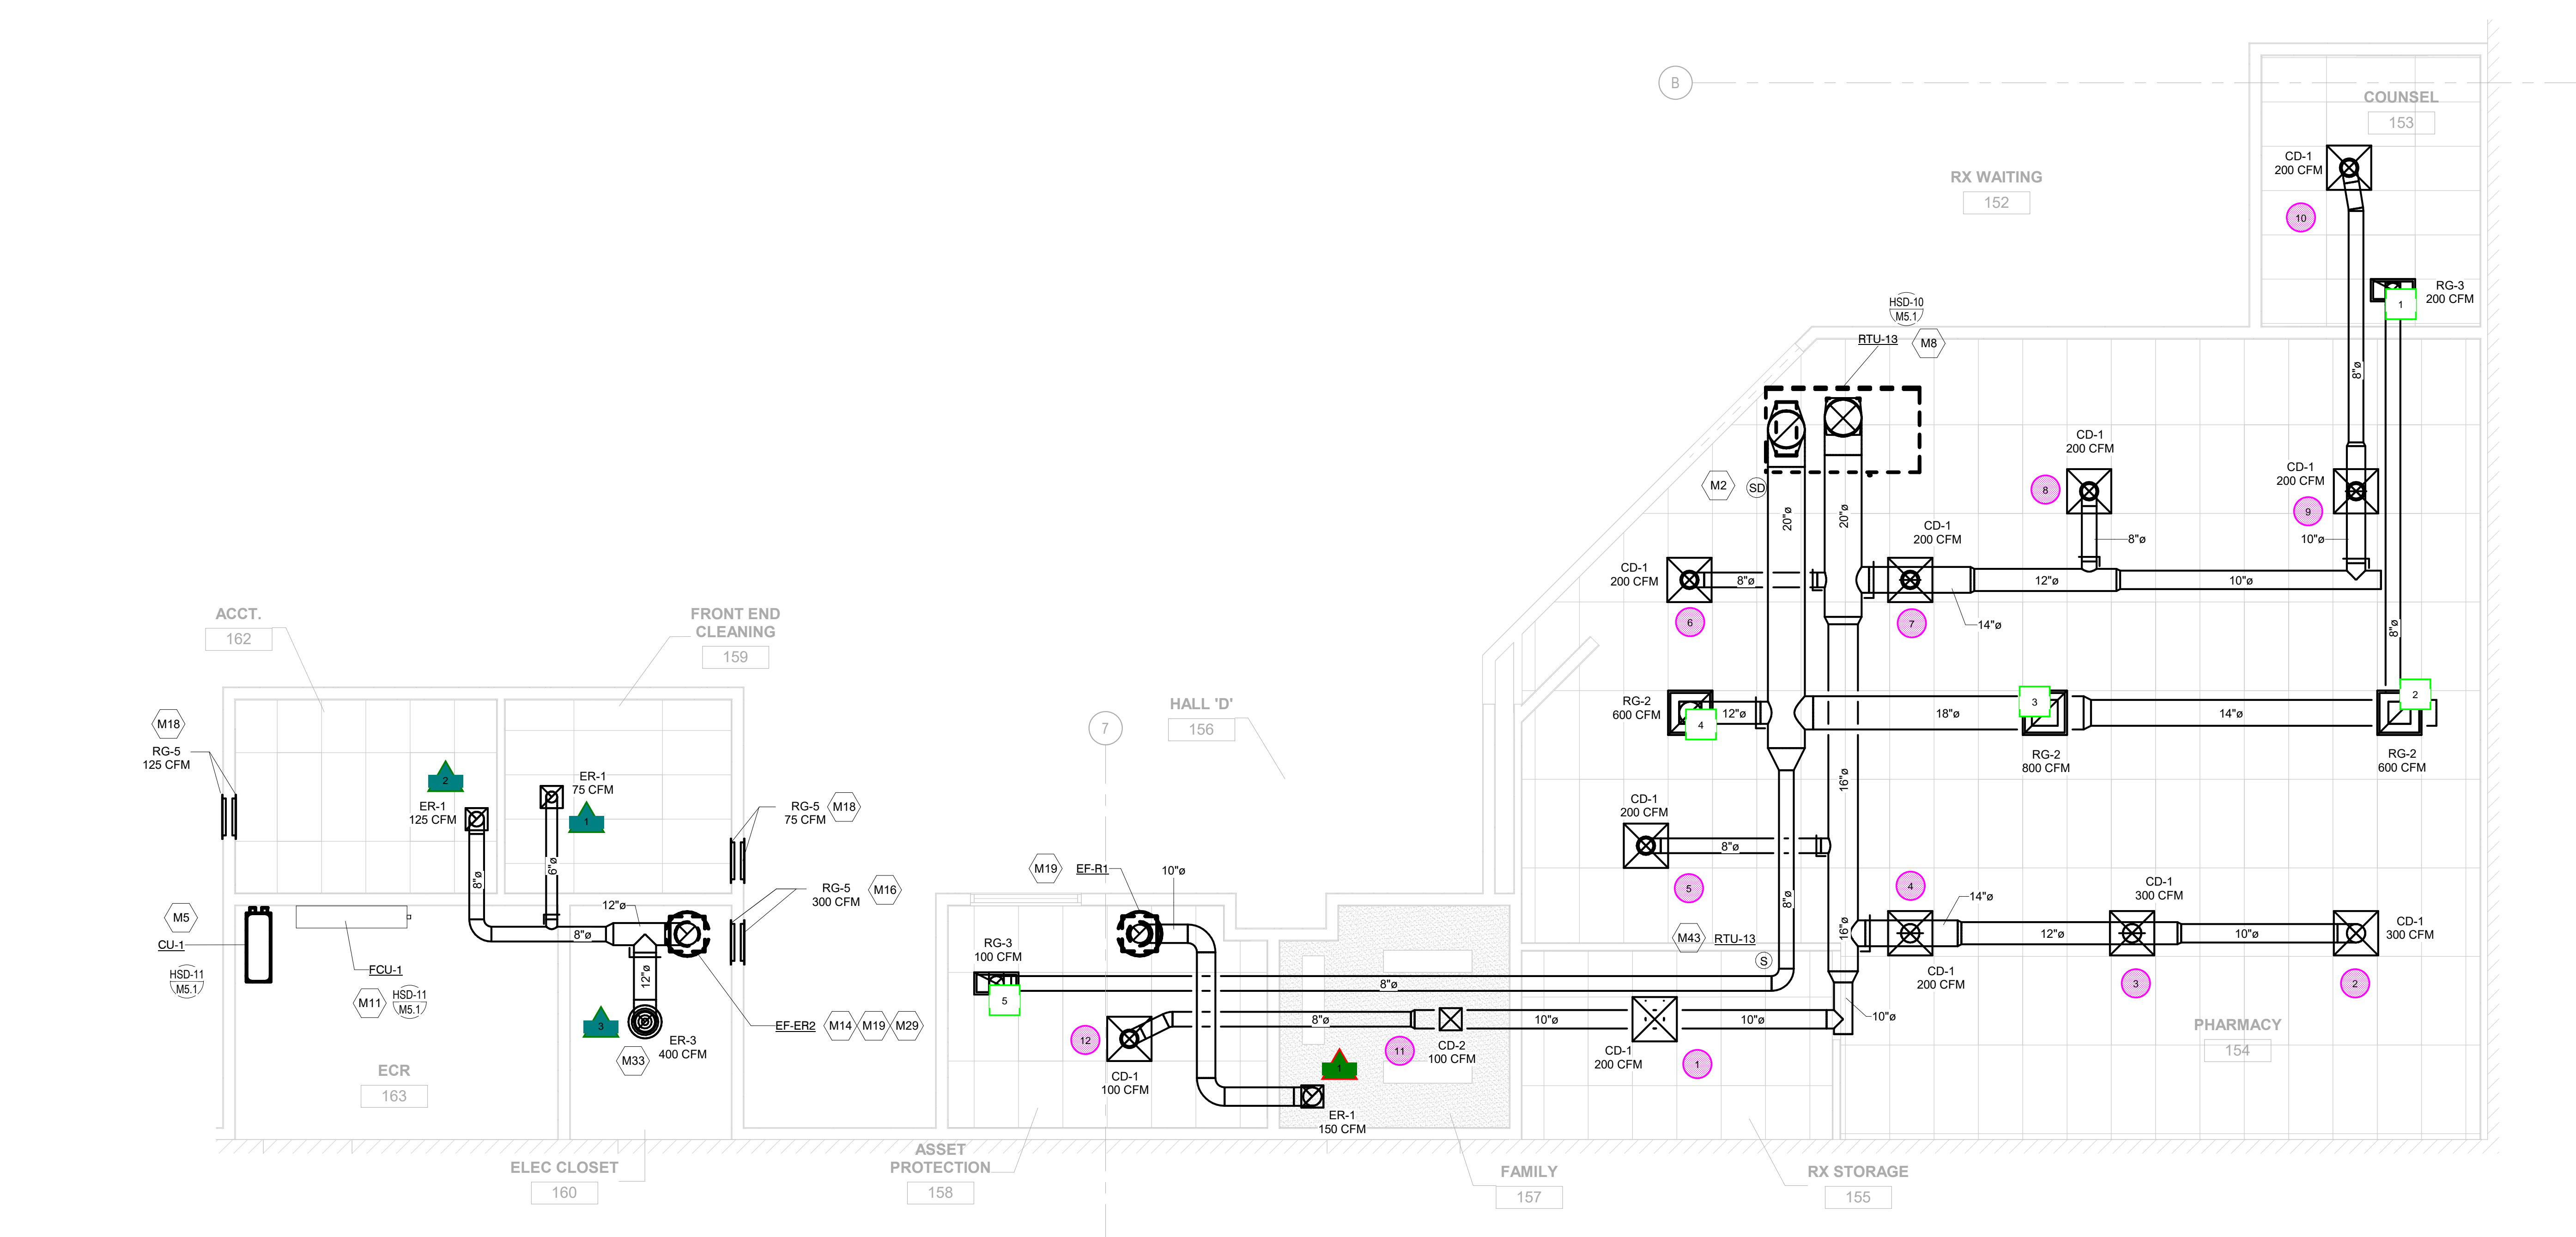 B
COUNSEL
153
CD-1
200 CFM
RX WAITING
152
10
RG-3
200 CFM
1
HSD-10
M5.1
RTU-13
M8
8"ø
CD-1
200 CFM
CD-1
200 CFM
M2
SD
8
9
20"ø
20"ø
CD-1
200 CFM
8"ø
10"ø
CD-1
200 CFM
8"ø
12"ø
10"ø
6
7
14"ø
8"ø
ACCT.
162
FRONT END
CLEANING
159
HALL 'D'
156
7
RG-2
600 CFM
4
12"ø
18"ø
3
14"ø
2
RG-2
800 CFM
RG-2
600 CFM
M18
RG-5
125 CFM
2
ER-1
75 CFM
ER-1
125 CFM
1
RG-5
75 CFM
M18
16"ø
CD-1
200 CFM
8"ø
8"ø
6"ø
M19
EF-R1
10"ø
RG-5
300 CFM
M16
5
8"ø
4
CD-1
300 CFM
14"ø
M5
CU-1
12"ø
8"ø
16"ø
12"ø
10"ø
CD-1
300 CFM
M43
RTU-13
S
RG-3
100 CFM
FCU-1
HSD-11
M5.1
M11
HSD-11
M5.1
12"ø
5
8"ø
CD-1
200 CFM
3
2
EF-ER2
M14
M19
M29
3
8"ø
10"ø
10"ø
10"ø
ER-3
400 CFM
M33
12
11
CD-2
100 CFM
CD-1
200 CFM
1
PHARMACY
154
ECR
163
CD-1
100 CFM
1
ER-1
150 CFM
ELEC CLOSET
160
ASSET
PROTECTION
158
FAMILY
157
RX STORAGE
155